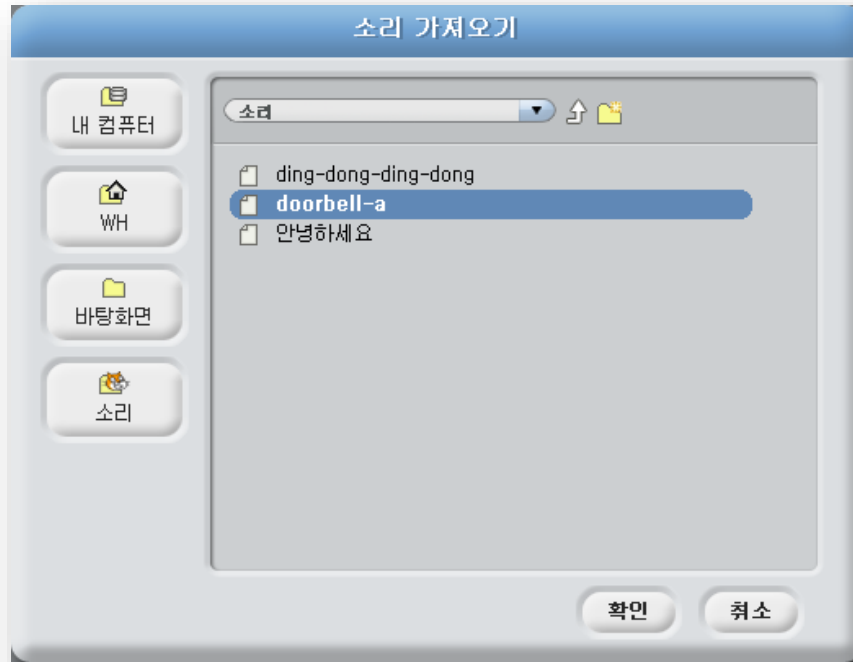 소리 가져오기
내 컴퓨터
WH
바탕화면
소리
소리
ding-dong-ding-dong
doorbell-a
안녕하세요
확인
취소